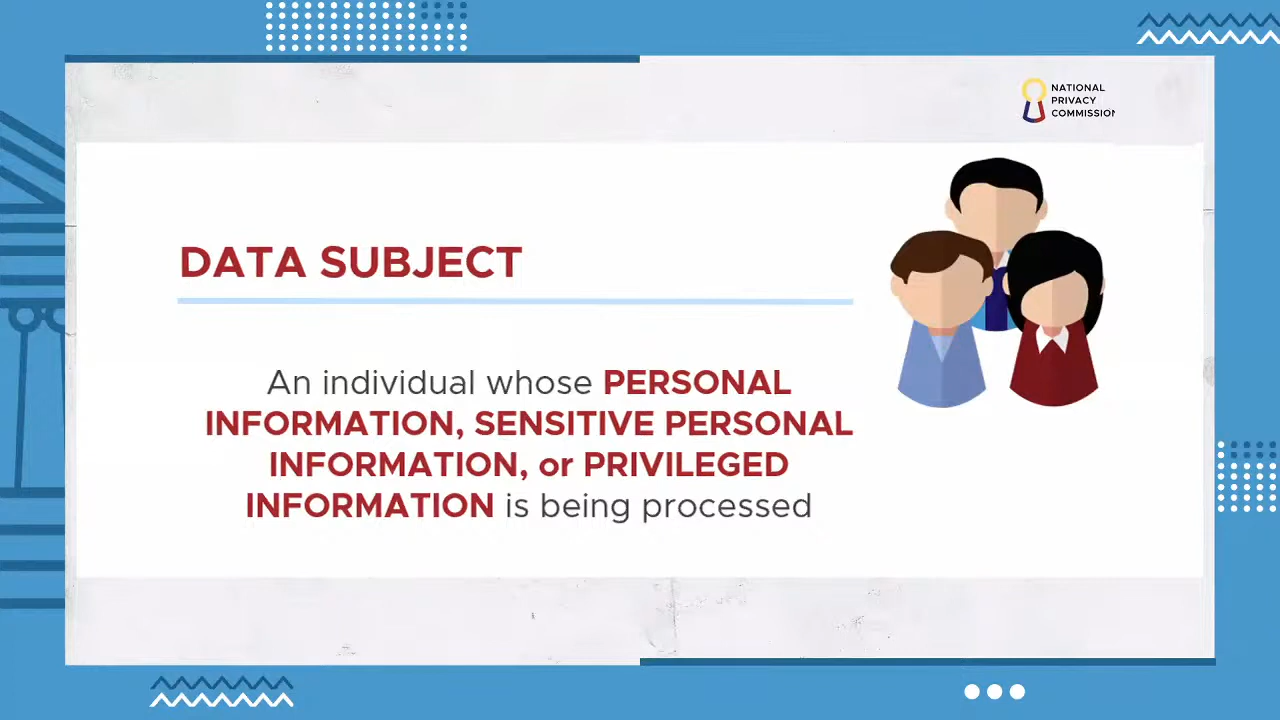 NATIONAL
PRIVACY
COMMISSION
DATA SUBJECT
An individual whose PERSONAL
INFORMATION, SENSITIVE PERSONAL
INFORMATION, or PRIVILEGED
INFORMATION is being processed